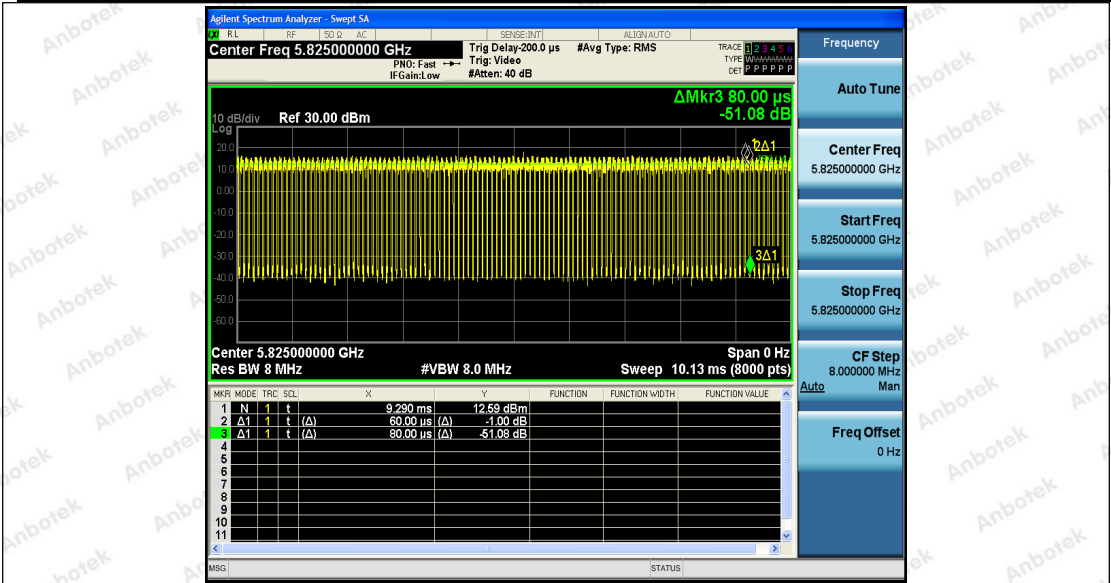 Agilent Spectrum Analyzer - Swept SA
RL RF 50 Ω AC SENSE:INT ALIGNAUTO
Center Freq 5.825000000 GHz
PNO: Fast
IFGain:Low
Trig Delay-200.0 µs
Trig: Video
#Atten: 40 dB
#Avg Type: RMS
TRACE 1 2 3 4 5 6
TYPE
DET P P P P P P
ΔMkr3 80.00 µs
-51.08 dB
10 dB/div Ref 30.00 dBm
Log
20.0
10.0
0.00
-10.0
-20.0
-30.0
-40.0
-50.0
-60.0
2Δ1
3Δ1
Center 5.825000000 GHz Span 0 Hz
Res BW 8 MHz #VBW 8.0 MHz Sweep 10.13 ms (8000 pts)
MKR MODE TRC SCL X Y FUNCTION FUNCTION WIDTH FUNCTION VALUE
1 N 1 t 9.290 ms 12.59 dBm
2 Δ1 1 t (Δ) 60.00 µs (Δ) -1.00 dB
3 Δ1 1 t (Δ) 80.00 µs (Δ) -51.08 dB
4
5
6
7
8
9
10
11
MSG STATUS
Frequency
Auto Tune
Center Freq
5.825000000 GHz
Start Freq
5.825000000 GHz
Stop Freq
5.825000000 GHz
CF Step
8.000000 MHz
Auto Man
Freq Offset
0 Hz
Anbotek